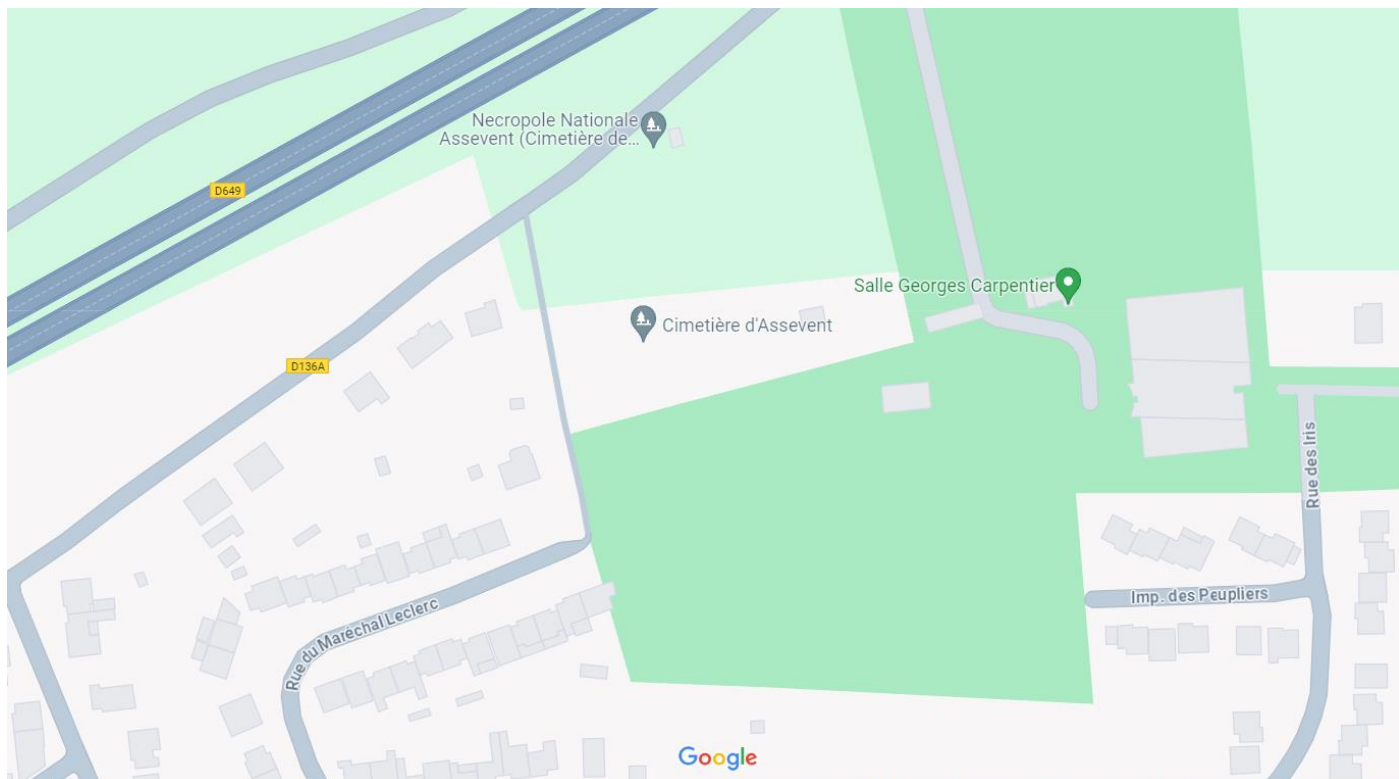 Necropole Nationale
Assevent (Cimetière de...
D649
Salle Georges Carpentier
Cimetière d'Assevent
D136A
Rue des Iris
Imp. des Peupliers
Rue du Maréchal Leclerc
Google